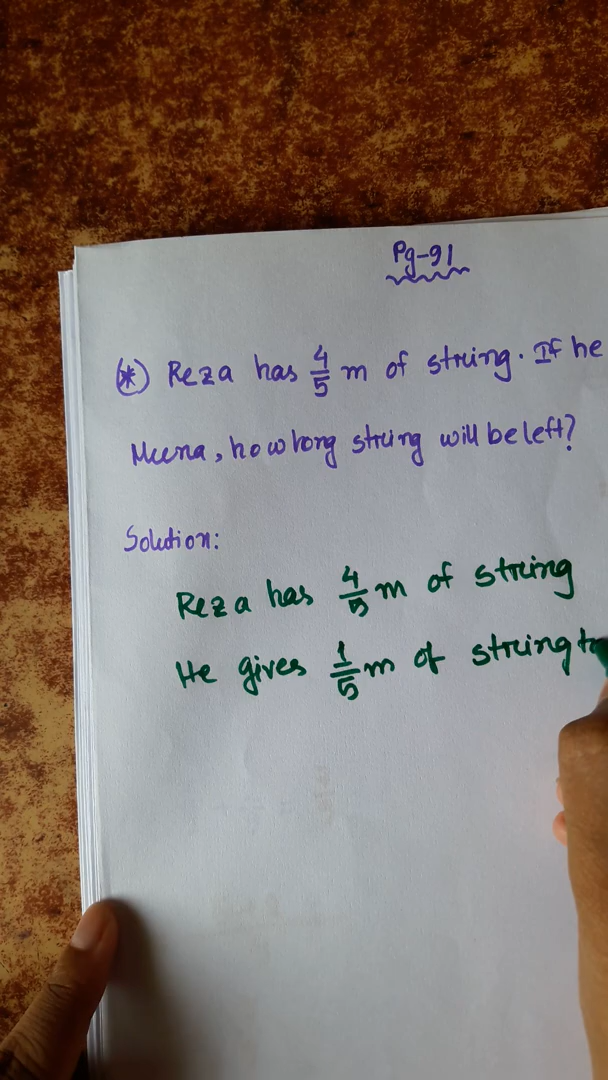 Pg-91
(*) Reza has 4/5 m of string. If he
Meena, how long string will be left?
Solution:
Reza has 4/5 m of string
He gives 1/5 m of string to